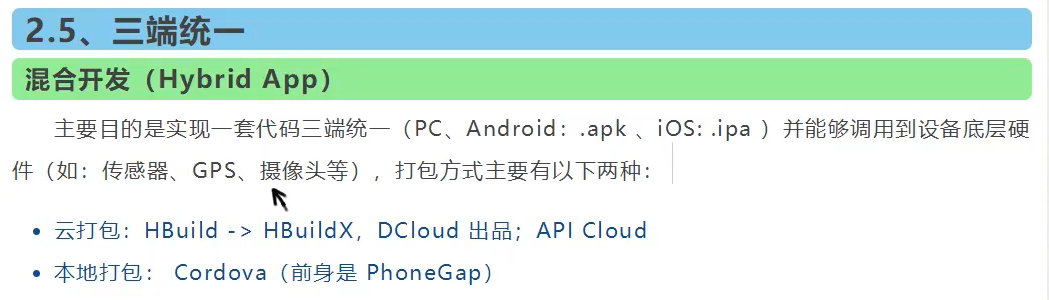 2.5、三端统一
混合开发（Hybrid App）
主要目的是实现一套代码三端统一（PC、Android：.apk 、iOS: .ipa ）并能够调用到设备底层硬
件（如：传感器、GPS、摄像头等），打包方式主要有以下两种：
• 云打包：HBuild -> HBuildX，DCloud 出品；API Cloud
• 本地打包： Cordova（前身是 PhoneGap）